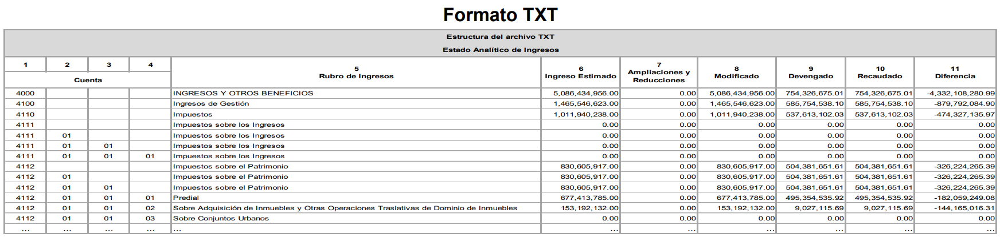 Formato TXT
Estructura del archivo TXT
Estado Analítico de Ingresos
1 2 3 4 5 6 7 8 9 10 11
Cuenta Rubro de Ingresos Ingreso Estimado Ampliaciones y Reducciones Modificado Devengado Recaudado Diferencia
4000 INGRESOS Y OTROS BENEFICIOS 5,086,434,956.00 0.00 5,086,434,956.00 754,326,675.01 754,326,675.01 -4,332,108,280.99
4100 Ingresos de Gestión 1,465,546,623.00 0.00 1,465,546,623.00 585,754,538.10 585,754,538.10 -879,792,084.90
4110 Impuestos 1,011,940,238.00 0.00 1,011,940,238.00 537,613,102.03 537,613,102.03 -474,327,135.97
4111 Impuestos sobre los Ingresos 0.00 0.00 0.00 0.00 0.00 0.00
4111 01 Impuestos sobre los Ingresos 0.00 0.00 0.00 0.00 0.00 0.00
4111 01 01 Impuestos sobre los Ingresos 0.00 0.00 0.00 0.00 0.00 0.00
4111 01 01 01 Impuestos sobre los Ingresos 0.00 0.00 0.00 0.00 0.00 0.00
4112 Impuestos sobre el Patrimonio 830,605,917.00 0.00 830,605,917.00 504,381,651.61 504,381,651.61 -326,224,265.39
4112 01 Impuestos sobre el Patrimonio 830,605,917.00 0.00 830,605,917.00 504,381,651.61 504,381,651.61 -326,224,265.39
4112 01 01 Impuestos sobre el Patrimonio 830,605,917.00 0.00 830,605,917.00 504,381,651.61 504,381,651.61 -326,224,265.39
4112 01 01 01 Predial 677,413,785.00 0.00 677,413,785.00 495,354,535.92 495,354,535.92 -182,059,249.08
4112 01 01 02 Sobre Adquisición de Inmuebles y Otras Operaciones Traslativas de Dominio de Inmuebles 153,192,132.00 0.00 153,192,132.00 9,027,115.69 9,027,115.69 -144,165,016.31
4112 01 01 03 Sobre Conjuntos Urbanos 0.00 0.00 0.00 0.00 0.00 0.00
... ... ... ... ... ... ... ... ... ... ...